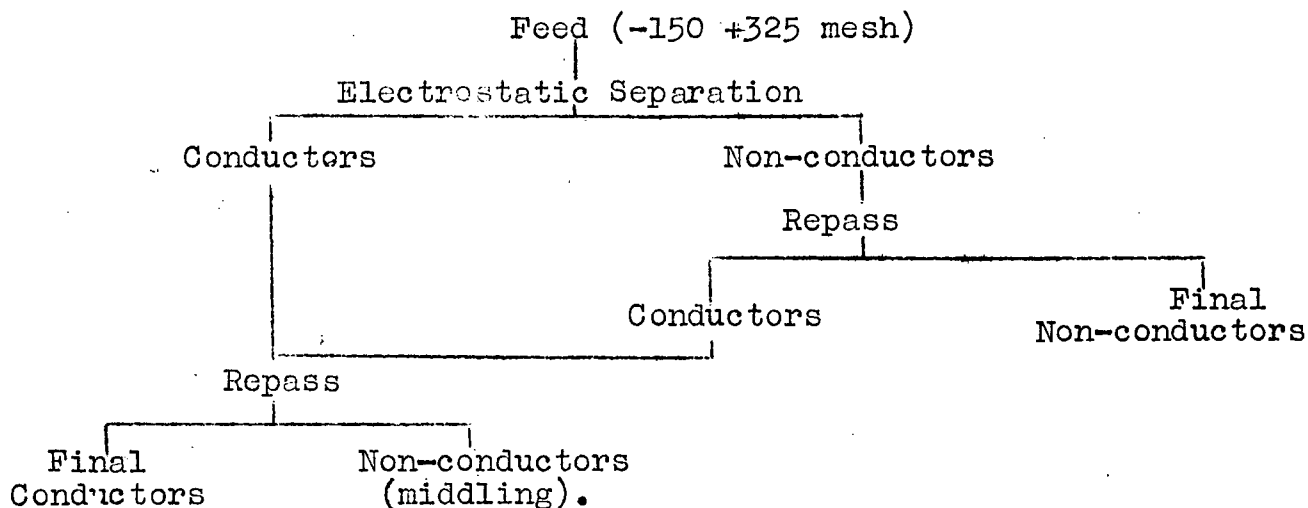 Feed (-150 +325 mesh)
Electrostatic Separation
Conductors
Non-conductors
Repass
Conductors
Final
Non-conductors
Repass
Final
Conductors
Non-conductors
(middling).